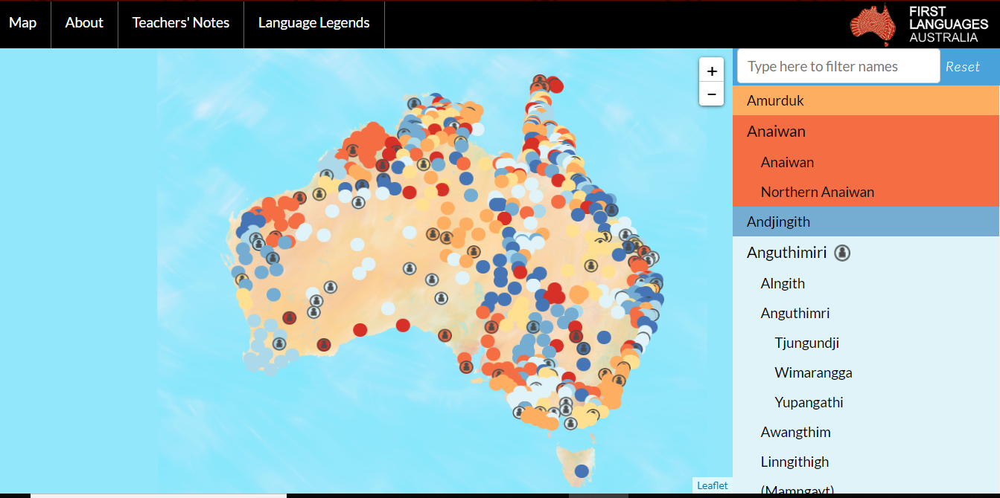 Map
About
Teachers' Notes
Language Legends
FIRST
LANGUAGES
AUSTRALIA
+
−
Type here to filter names
Reset
Amurduk
Anaiwan
Anaiwan
Northern Anaiwan
Andjingith
Anguthimiri
Alngith
Anguthimri
Tjungundji
Wimarangga
Yupangathi
Awangthim
Linngithigh
(Mamngayt)
Leaflet